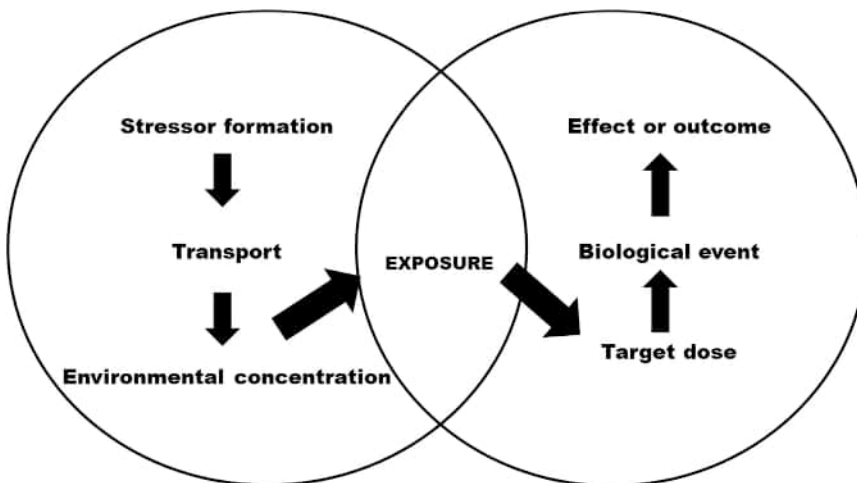 Stressor formation
Transport
Environmental concentration
EXPOSURE
Target dose
Biological event
Effect or outcome